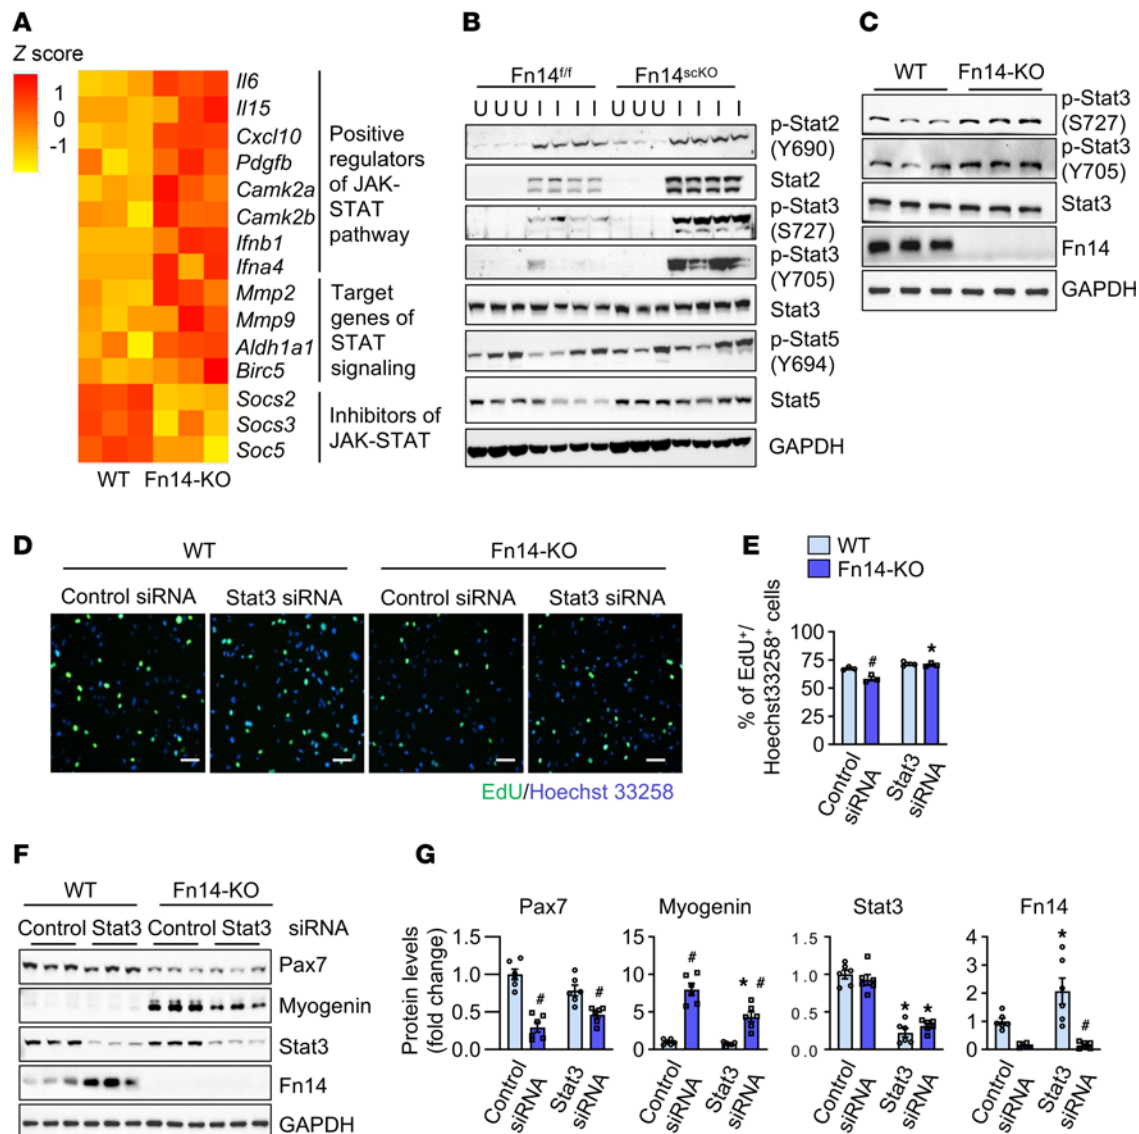 A
Z score
1
0
-1
Il6
Il15
Cxcl10
Pdgfb
Camk2a
Camk2b
Ifnb1
Ifna4
Mmp2
Mmp9
Aldh1a1
Birc5
Socs2
Socs3
Soc5
Positive
regulators
of JAK-
STAT
pathway
Target
genes of
STAT
signaling
Inhibitors of
JAK-STAT
WT Fn14-KO
B
Fn14f/f Fn14scKO
U U U I I I I U U U I I I I
p-Stat2
(Y690)
Stat2
p-Stat3
(S727)
p-Stat3
(Y705)
Stat3
p-Stat5
(Y694)
Stat5
GAPDH
C
WT Fn14-KO
p-Stat3
(S727)
p-Stat3
(Y705)
Stat3
Fn14
GAPDH
D
WT Fn14-KO
Control siRNA Stat3 siRNA Control siRNA Stat3 siRNA
EdU/Hoechst 33258
E
WT
Fn14-KO
% of EdU+/
Hoechst33258+ cells
100
75
50
25
0
# *
Control
siRNA
Stat3
siRNA
F
WT Fn14-KO
Control Stat3 Control Stat3 siRNA
Pax7
Myogenin
Stat3
Fn14
GAPDH
G
Protein levels
(fold change)
Pax7
1.5
1.0
0.5
0.0
# #
Control
siRNA
Stat3
siRNA
Myogenin
15
10
5
0
# * #
Control
siRNA
Stat3
siRNA
Stat3
1.5
1.0
0.5
0.0
* *
Control
siRNA
Stat3
siRNA
Fn14
4
3
2
1
0
* #
Control
siRNA
Stat3
siRNA